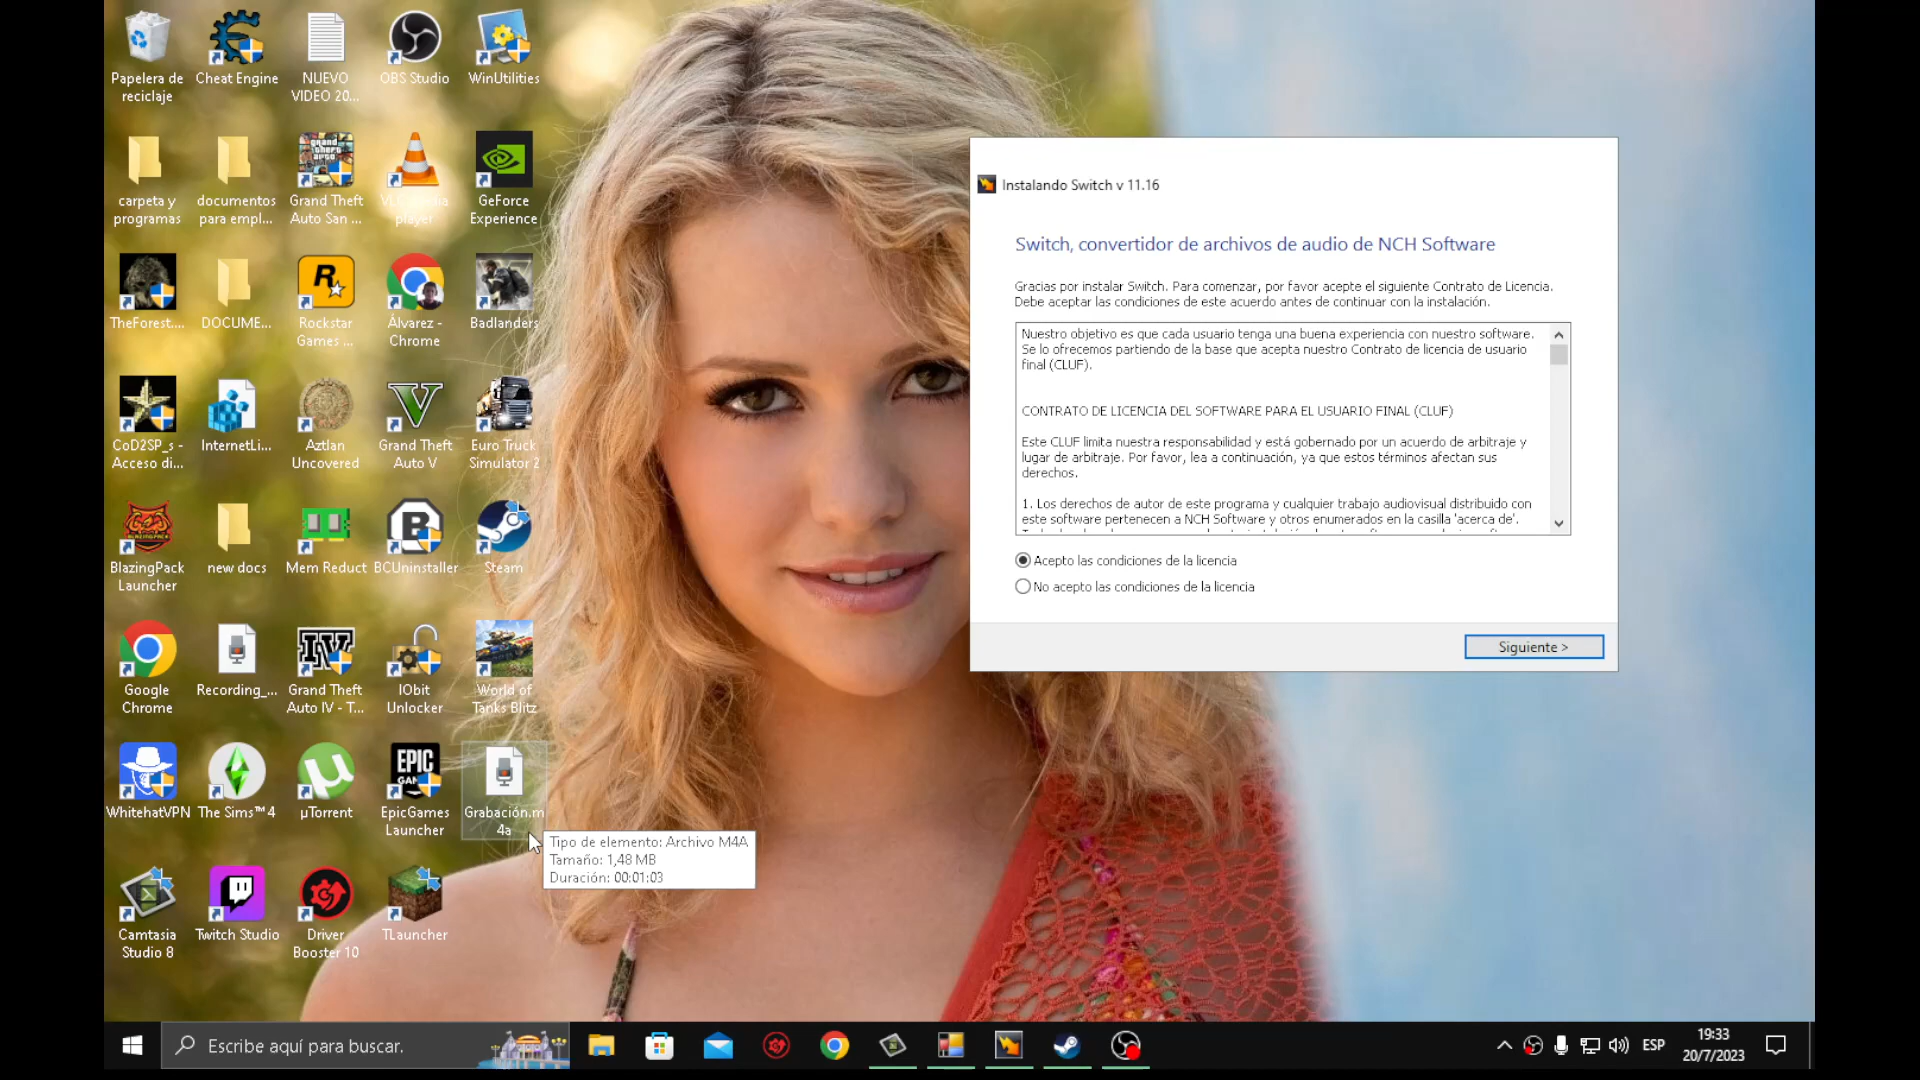 Papelera de
reciclaje
Cheat Engine
NUEVO
VIDEO 20...
OBS Studio
WinUtilities
carpeta y
programas
documentos
para empl...
Grand Theft
Auto San ...
VLC media
player
GeForce
Experience
TheForest....
DOCUME...
Rockstar
Games ...
Álvarez -
Chrome
Badlanders
CoD2SP_s -
Acceso di...
InternetLi...
Aztlan
Uncovered
Grand Theft
Auto V
Euro Truck
Simulator 2
BlazingPack
Launcher
new docs
Mem Reduct
BCUninstaller
Steam
Google
Chrome
Recording_...
Grand Theft
Auto IV - T...
IObit
Unlocker
World of
Tanks Blitz
WhitehatVPN
The Sims™ 4
µTorrent
EPIC
EpicGames
Launcher
Grabación.m
4a
Tipo de elemento: Archivo M4A
Tamaño: 1,48 MB
Duración: 00:01:03
Camtasia
Studio 8
Twitch Studio
Driver
Booster 10
TLauncher
Instalando Switch v 11.16
Switch, convertidor de archivos de audio de NCH Software
Gracias por instalar Switch. Para comenzar, por favor acepte el siguiente Contrato de Licencia.
Debe aceptar las condiciones de este acuerdo antes de continuar con la instalación.
Nuestro objetivo es que cada usuario tenga una buena experiencia con nuestro software.
Se lo ofrecemos partiendo de la base que acepta nuestro Contrato de licencia de usuario
final (CLUF).
CONTRATO DE LICENCIA DEL SOFTWARE PARA EL USUARIO FINAL (CLUF)
Este CLUF limita nuestra responsabilidad y está gobernado por un acuerdo de arbitraje y
lugar de arbitraje. Por favor, lea a continuación, ya que estos términos afectan sus
derechos.
1. Los derechos de autor de este programa y cualquier trabajo audiovisual distribuido con
este software pertenecen a NCH Software y otros enumerados en la casilla 'acerca de'.
Acepto las condiciones de la licencia
No acepto las condiciones de la licencia
Siguiente >
Escribe aquí para buscar.
ESP
19:33
20/7/2023